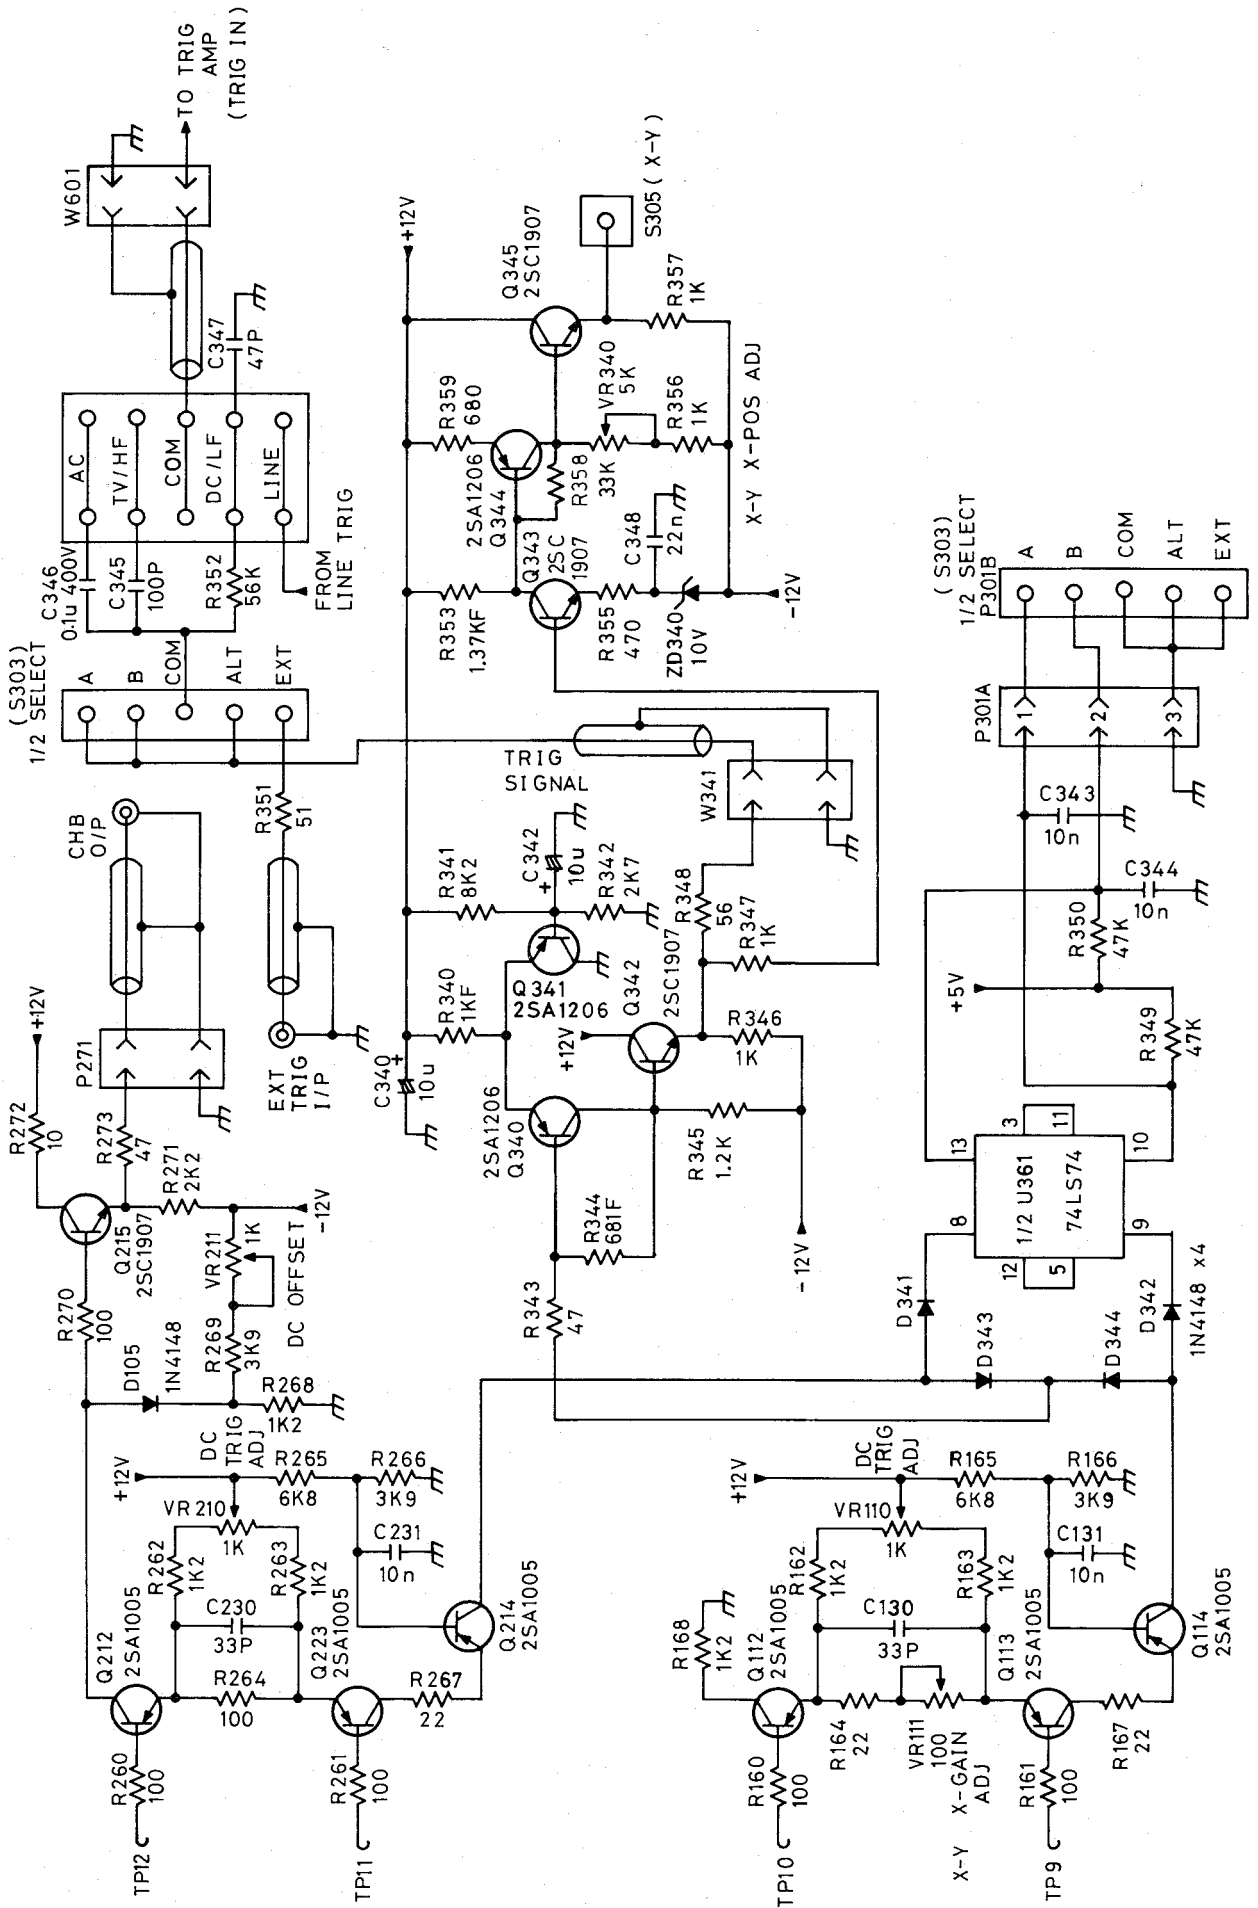 TO TRIG
AMP
(TRIG IN)
W601
C347
47P
AC
TV/HF
COM
DC/LF
LINE
C346
0.1u 400V
C345
100P
R352
56K
FROM
LINE TRIG
(S303)
1/2 SELECT
A
B
COM
ALT
EXT
R351
51
CHB
O/P
P271
EXT
TRIG
I/P
+12V
R272
10
R273
47
R271
2K2
Q215
2SC1907
VR211
1K
-12V
DC OFFSET
R270
100
D105
1N4148
R269
3K9
R268
1K2
+12V
DC
TRIG
ADJ
R265
6K8
R266
3K9
VR210
1K
R262
1K2
R263
1K2
C231
10n
C230
33P
Q212
2SA1005
Q223
2SA1005
Q214
2SA1005
R264
100
R267
22
R260
100
R261
100
TP12
TP11
+12V
Q345
2SC1907
S305 (X-Y)
R357
1K
R359
680
2SA1206
Q344
VR340
5K
R358
33K
R356
1K
X-Y X-POS ADJ
R353
1.37KF
Q343
2SC
1907
C348
22n
R355
470
ZD340
10V
-12V
TRIG
SIGNAL
W341
R341
8K2
C342
+
10u
R342
2K7
R348
56
R347
1K
R340
1KF
Q341
2SA1206
Q342
2SC1907
+12V
R346
1K
C340
+
10u
2SA1206
Q340
R345
1.2K
R344
681F
-12V
R343
47
(S303)
1/2 SELECT
P301B
A
B
COM
ALT
EXT
P301A
1
2
3
C343
10n
C344
10n
R350
47K
+5V
R349
47K
13
3
11
10
1/2 U361
74LS74
8
12
5
9
D341
D343
D344
D342
1N4148 x4
+12V
DC
TRIG
ADJ
R165
6K8
R166
3K9
VR110
1K
R162
1K2
R163
1K2
C131
10n
C130
33P
R168
1K2
Q112
2SA1005
Q113
2SA1005
Q114
2SA1005
R164
22
VR111
100
X-Y X-GAIN
ADJ
R167
22
R160
100
R161
100
TP10
TP9